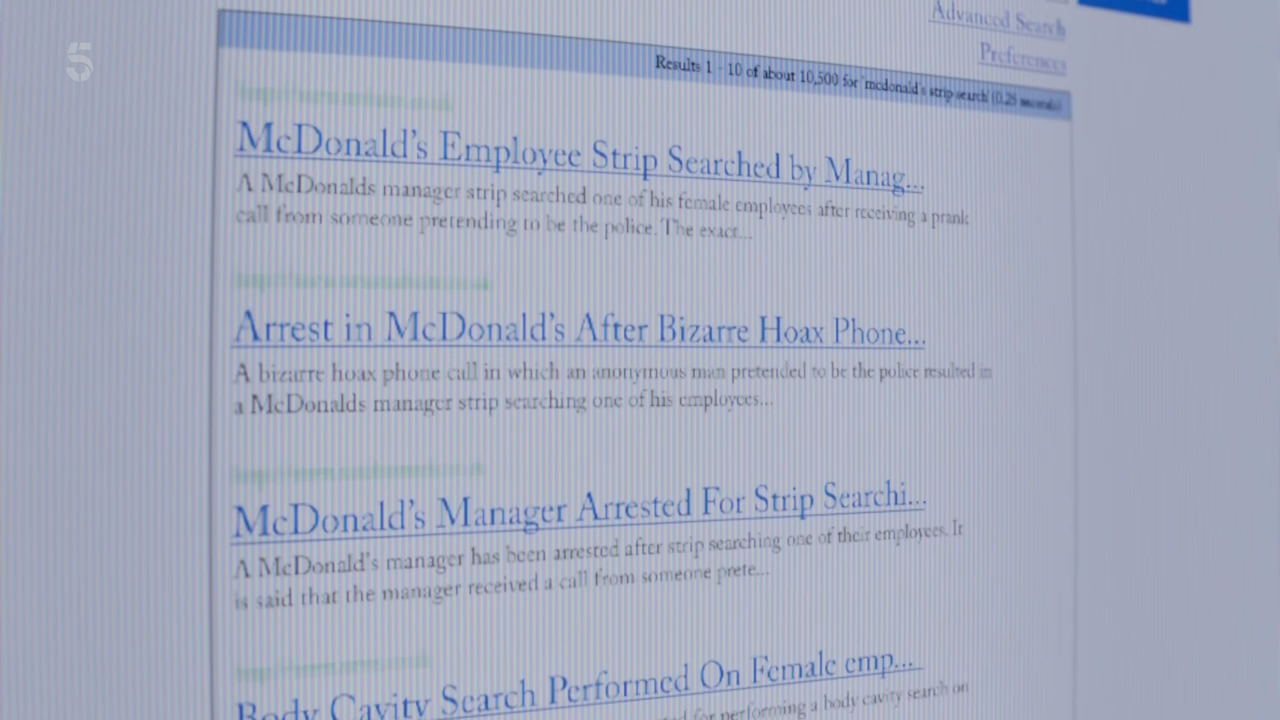 5
Advanced Search
Preferences
Results 1 - 10 of about 10,500 for mcdonald's strip search (0.25 seconds)
McDonald's Employee Strip Searched by Manag...
A McDonalds manager strip searched one of his female employees after receiving a prank
call from someone pretending to be the police. The exact...
Arrest in McDonald's After Bizarre Hoax Phone...
A bizarre hoax phone call in which an anonymous man pretended to be the police resulted in
a McDonalds manager strip searching one of his employees...
McDonald's Manager Arrested For Strip Searchi...
A McDonald's manager has been arrested after strip searching one of their employees. It
is said that the manager received a call from someone prete...
Body Cavity Search Performed On Female emp...
for performing a body cavity search on